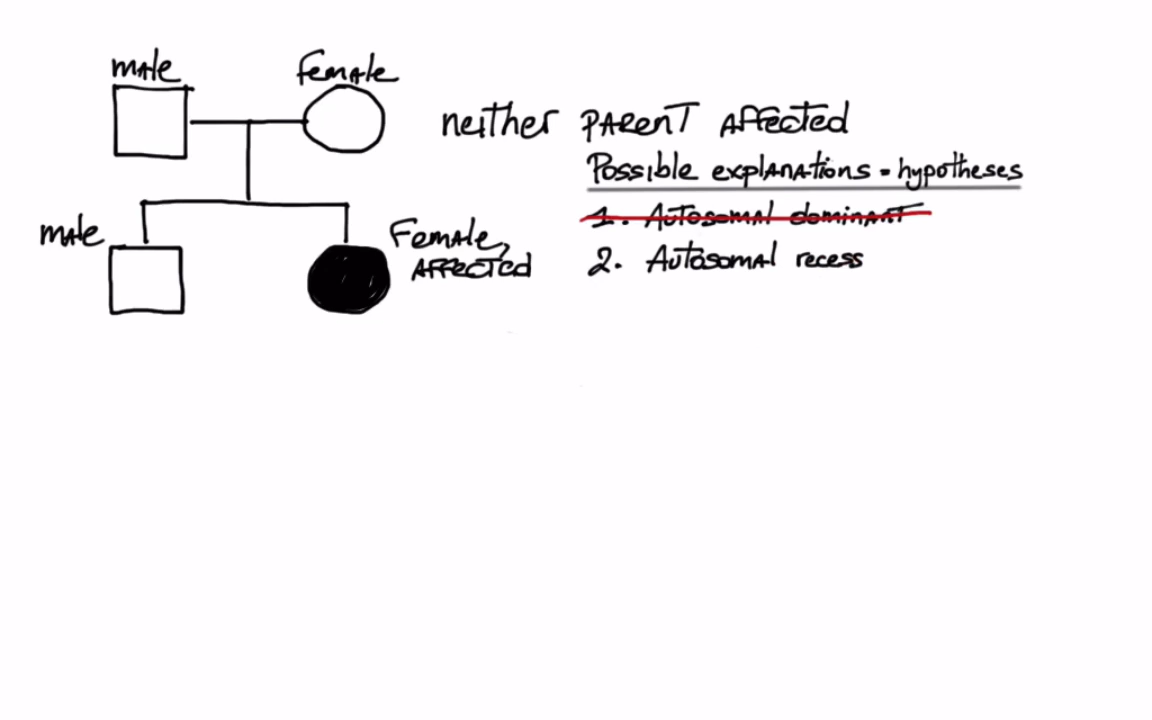 male
female
neither PARENT Affected
Possible explanations = hypotheses
1. Autosomal dominant
male
Female,
AFFECTed
2. Autosomal recess